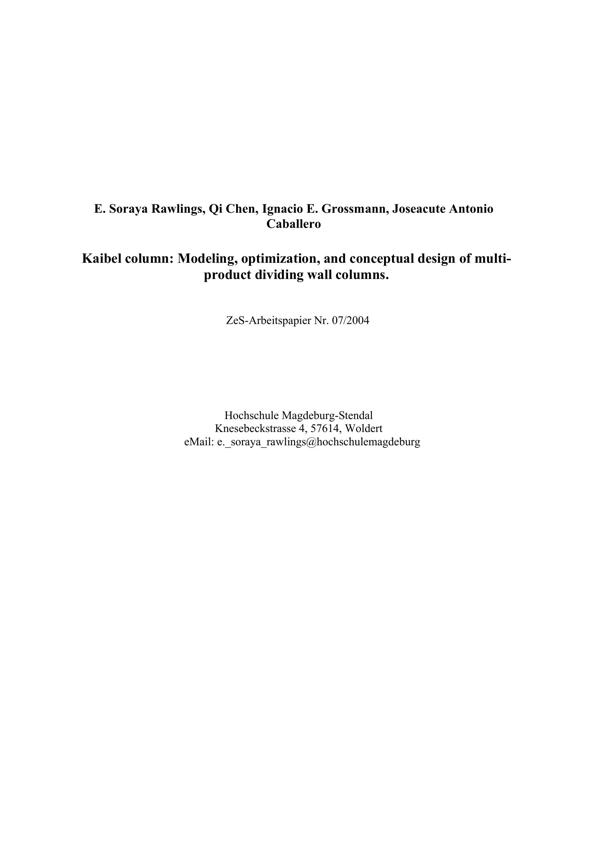 E. Soraya Rawlings, Qi Chen, Ignacio E. Grossmann, Joseacute Antonio
Caballero
Kaibel column: Modeling, optimization, and conceptual design of multi-
product dividing wall columns.
ZeS-Arbeitspapier Nr. 07/2004
Hochschule Magdeburg-Stendal
Knesebeckstrasse 4, 57614, Woldert
eMail: e._soraya_rawlings@hochschulemagdeburg